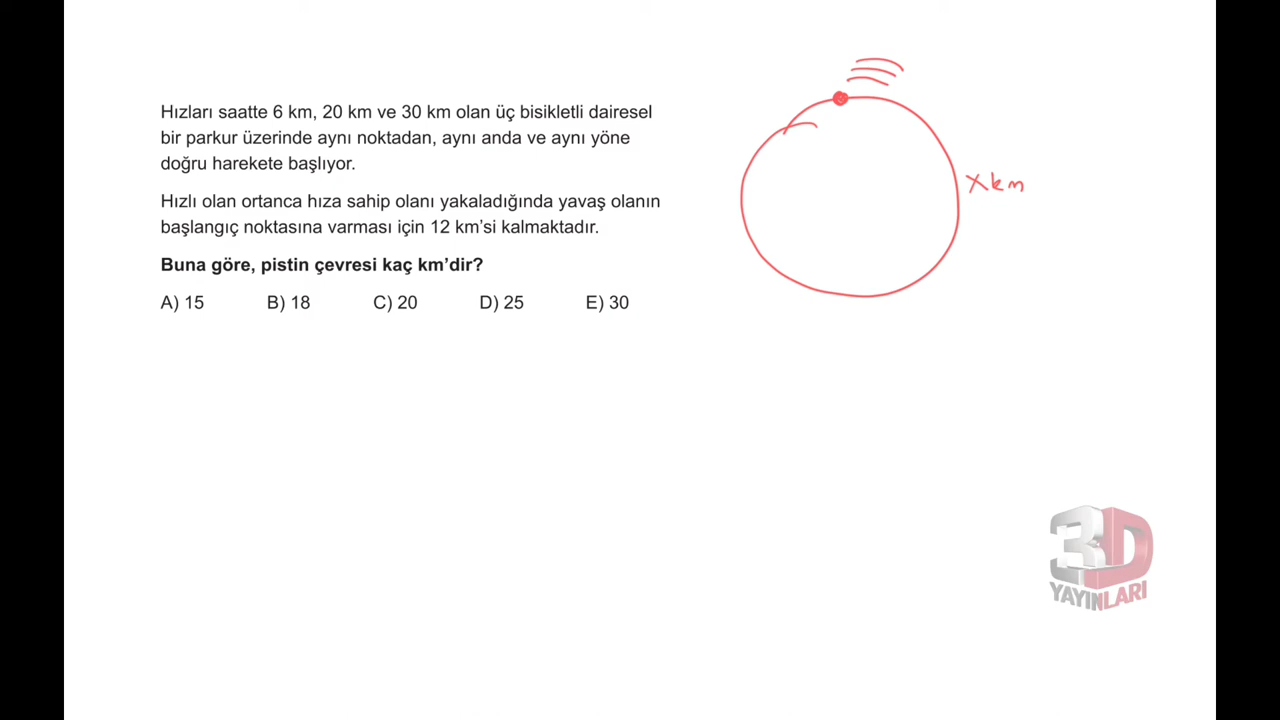 Hızları saatte 6 km, 20 km ve 30 km olan üç bisikletli dairesel
bir parkur üzerinde aynı noktadan, aynı anda ve aynı yöne
doğru harekete başlıyor.
Hızlı olan ortanca hıza sahip olanı yakaladığında yavaş olanın
başlangıç noktasına varması için 12 km’si kalmaktadır.
Buna göre, pistin çevresi kaç km’dir?
A) 15 B) 18 C) 20 D) 25 E) 30
x km
3D
YAYINLARI